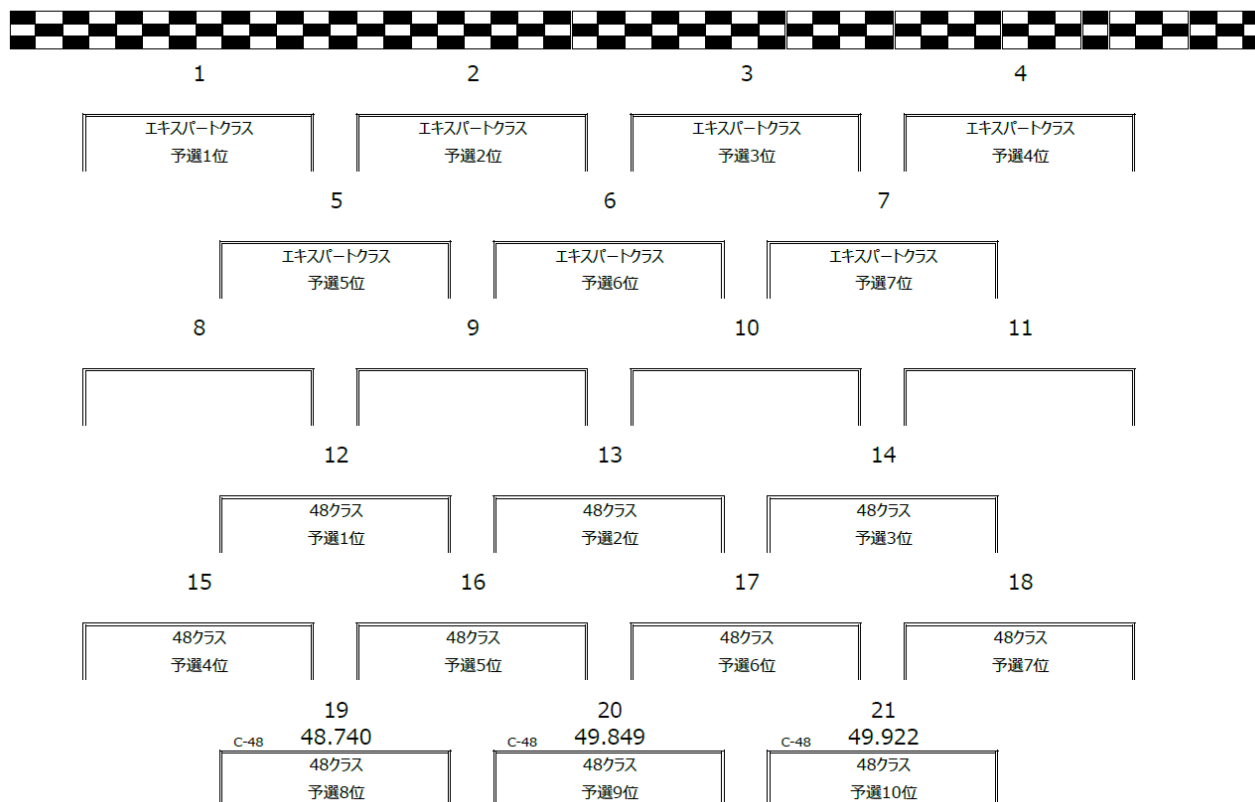 1 2 3 4
エキスパートクラス エキスパートクラス エキスパートクラス エキスパートクラス
予選1位 予選2位 予選3位 予選4位
5 6 7
エキスパートクラス エキスパートクラス エキスパートクラス
予選5位 予選6位 予選7位
8 9 10 11
12 13 14
48クラス 48クラス 48クラス
予選1位 予選2位 予選3位
15 16 17 18
48クラス 48クラス 48クラス 48クラス
予選4位 予選5位 予選6位 予選7位
19 20 21
C-48 48.740 C-48 49.849 C-48 49.922
48クラス 48クラス 48クラス
予選8位 予選9位 予選10位